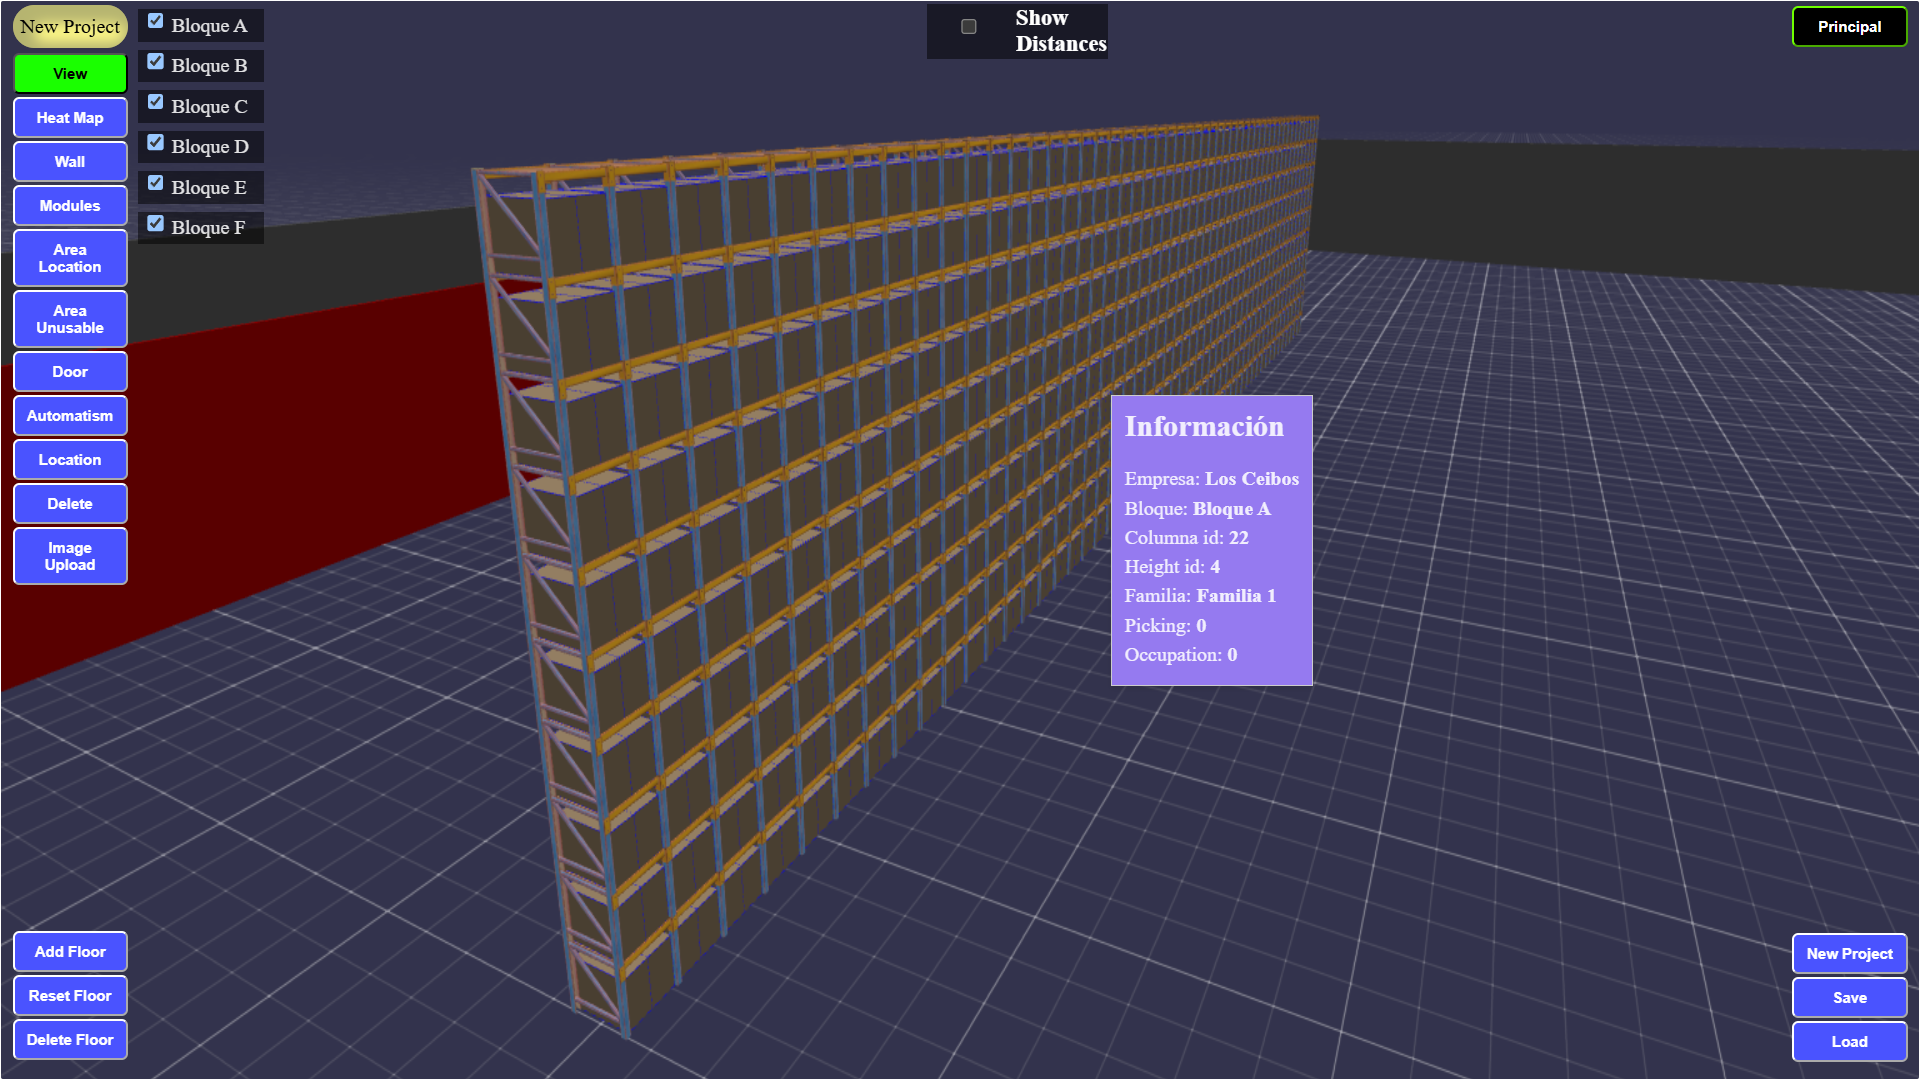 New Project
View
Heat Map
Wall
Modules
Area
Location
Area
Unusable
Door
Automatism
Location
Delete
Image
Upload
Add Floor
Reset Floor
Delete Floor
Bloque A
Bloque B
Bloque C
Bloque D
Bloque E
Bloque F
Show
Distances
Principal
Información
Empresa: Los Ceibos
Bloque: Bloque A
Columna id: 22
Height id: 4
Familia: Familia 1
Picking: 0
Occupation: 0
New Project
Save
Load